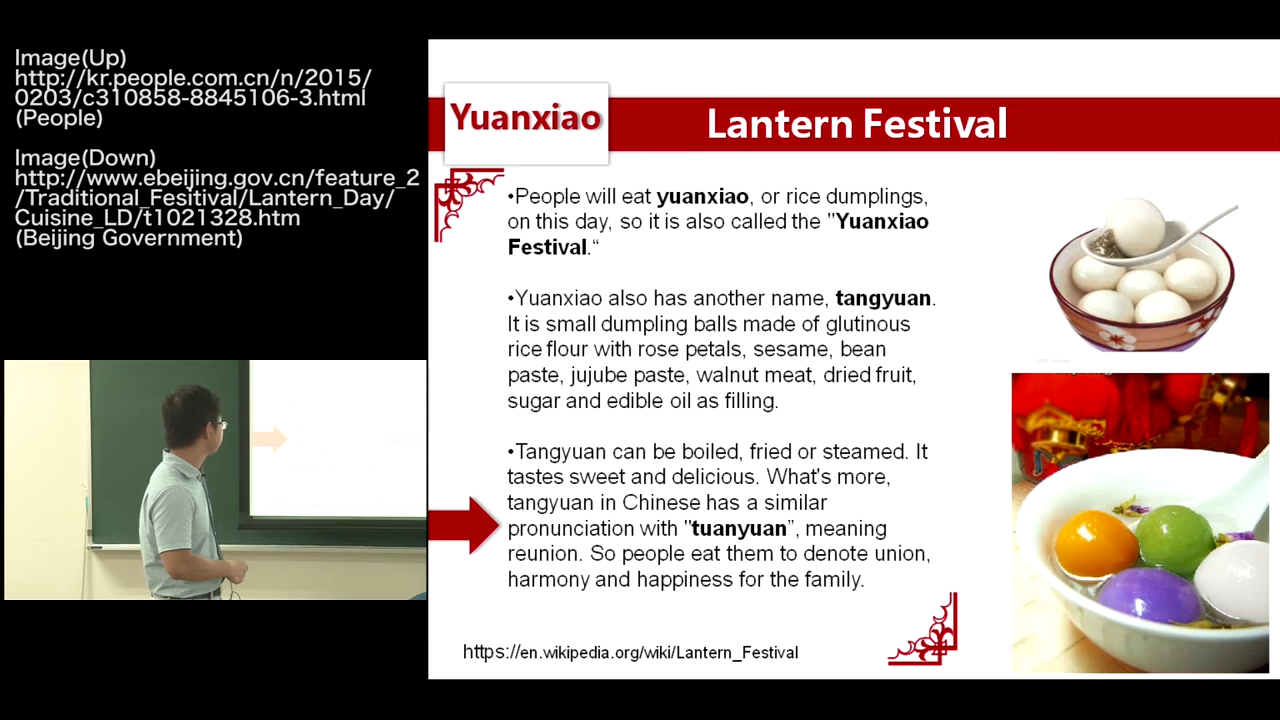 Image(Up)
http://kr.people.com.cn/n/2015/
0203/c310858-8845106-3.html
(People)
Image(Down)
http://www.ebeijing.gov.cn/feature_2
/Traditional_Fesitival/Lantern_Day/
Cuisine_LD/t1021328.htm
(Beijing Government)
Yuanxiao
Lantern Festival
•People will eat yuanxiao, or rice dumplings,
on this day, so it is also called the "Yuanxiao
Festival.“
•Yuanxiao also has another name, tangyuan.
It is small dumpling balls made of glutinous
rice flour with rose petals, sesame, bean
paste, jujube paste, walnut meat, dried fruit,
sugar and edible oil as filling.
•Tangyuan can be boiled, fried or steamed. It
tastes sweet and delicious. What's more,
tangyuan in Chinese has a similar
pronunciation with "tuanyuan”, meaning
reunion. So people eat them to denote union,
harmony and happiness for the family.
https://en.wikipedia.org/wiki/Lantern_Festival